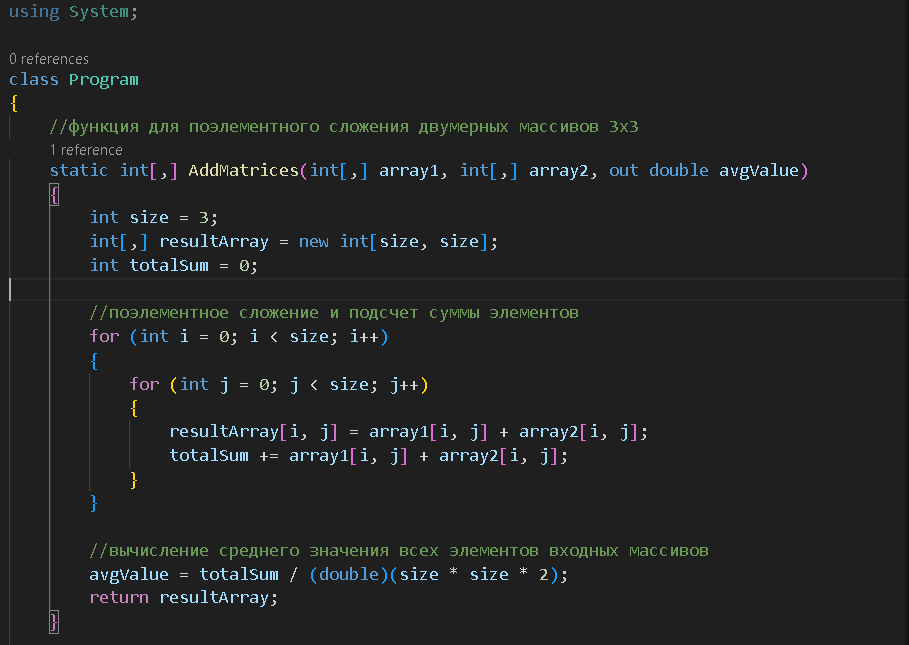 using System;
0 references
class Program
{
//функция для поэлементного сложения двумерных массивов 3x3
1 reference
static int[,] AddMatrices(int[,] array1, int[,] array2, out double avgValue)
{
int size = 3;
int[,] resultArray = new int[size, size];
int totalSum = 0;
//поэлементное сложение и подсчет суммы элементов
for (int i = 0; i < size; i++)
{
for (int j = 0; j < size; j++)
{
resultArray[i, j] = array1[i, j] + array2[i, j];
totalSum += array1[i, j] + array2[i, j];
}
}
//вычисление среднего значения всех элементов входных массивов
avgValue = totalSum / (double)(size * size * 2);
return resultArray;
}